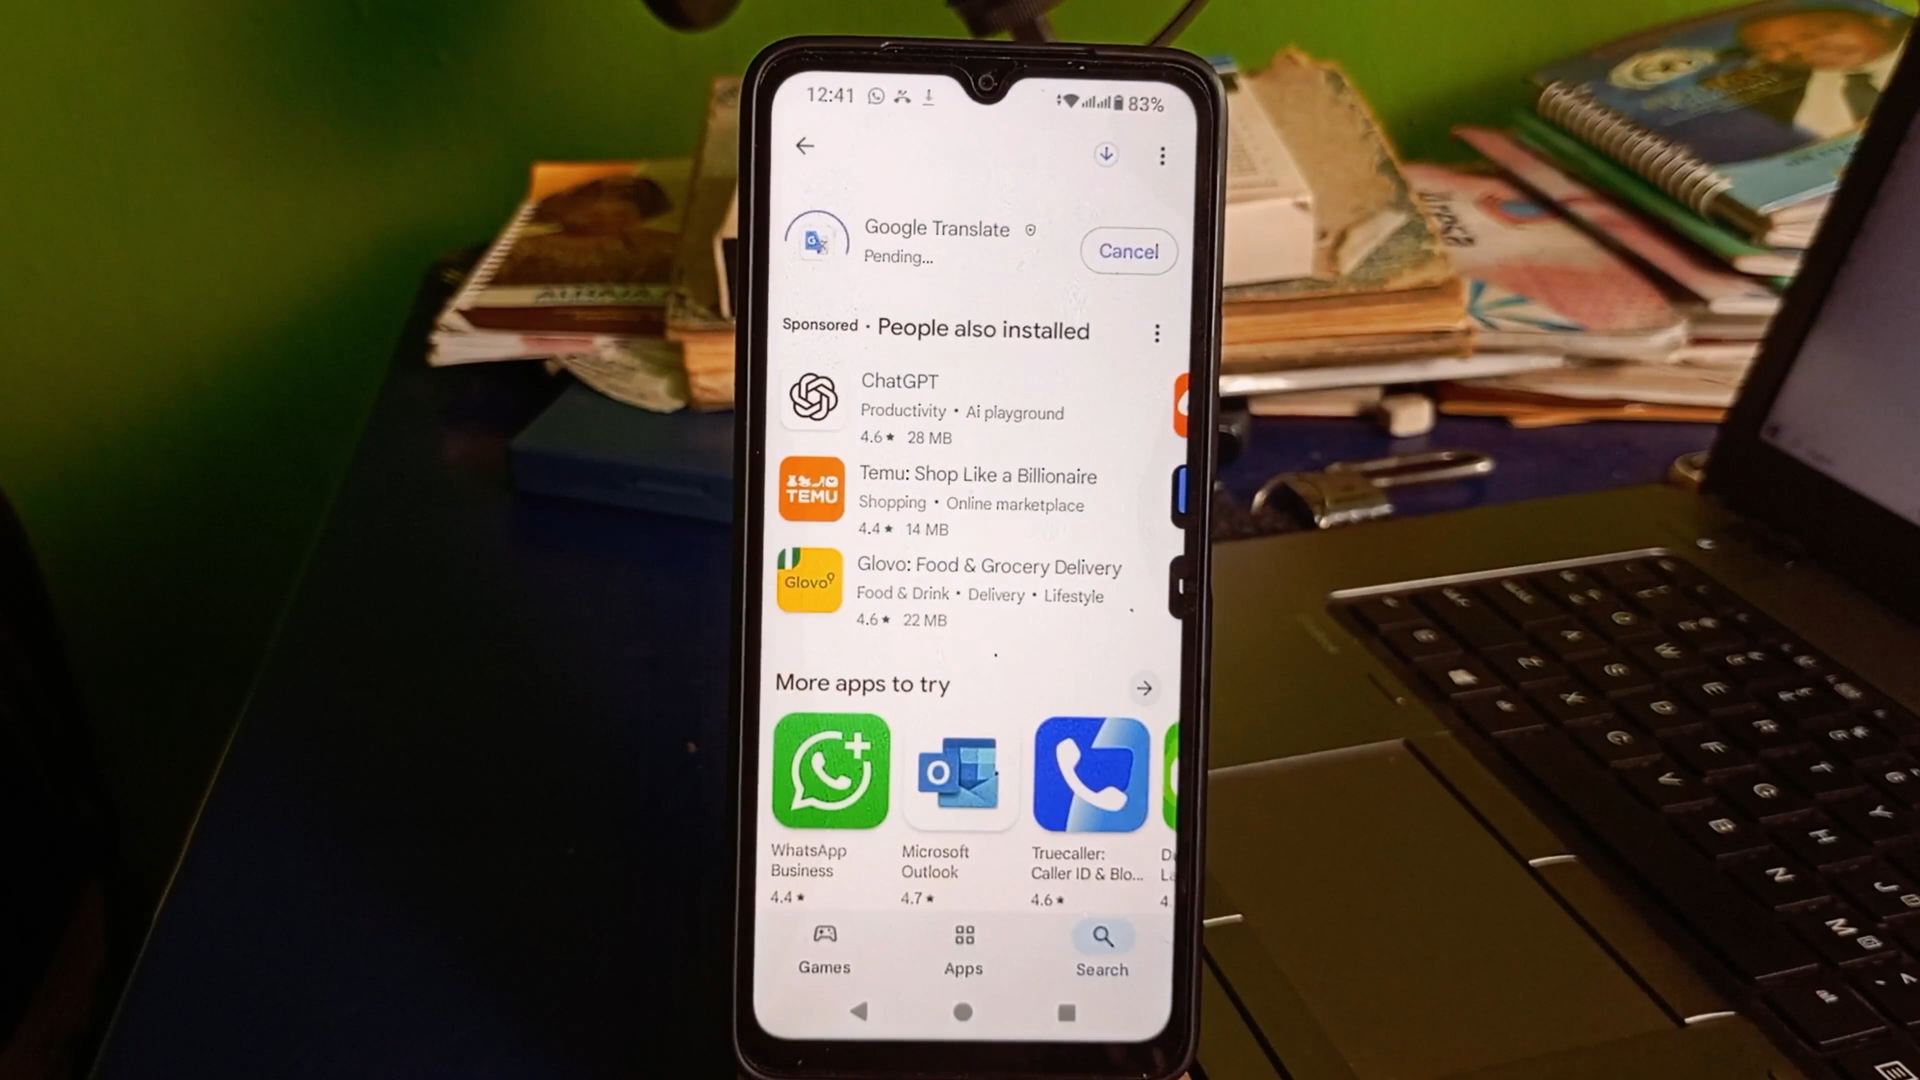 12:41
83%
Google Translate
Pending...
Cancel
Sponsored • People also installed
ChatGPT
Productivity • Ai playground
4.6★ 28 MB
TEMU
Temu: Shop Like a Billionaire
Shopping • Online marketplace
4.4★ 14 MB
Glovo
Glovo: Food & Grocery Delivery
Food & Drink • Delivery • Lifestyle
4.6★ 22 MB
More apps to try
WhatsApp
Business
4.4★
Microsoft
Outlook
4.7★
Truecaller:
Caller ID & Blo...
4.6★
4.
Games
Apps
Search
ALHAJA